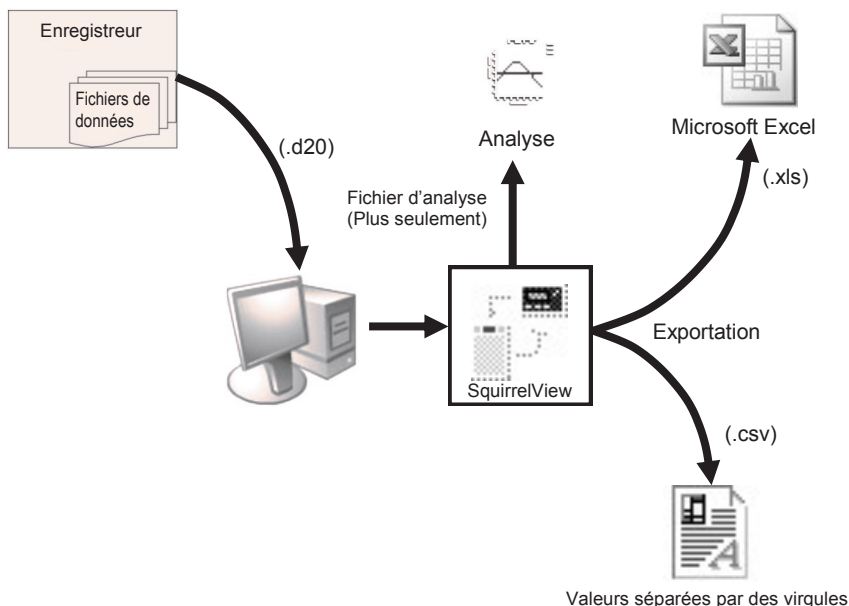 Enregistreur
Fichiers de
données
(.d20)
Analyse
Microsoft Excel
(.xls)
Fichier d’analyse
(Plus seulement)
SquirrelView
Exportation
(.csv)
Valeurs séparées par des virgules